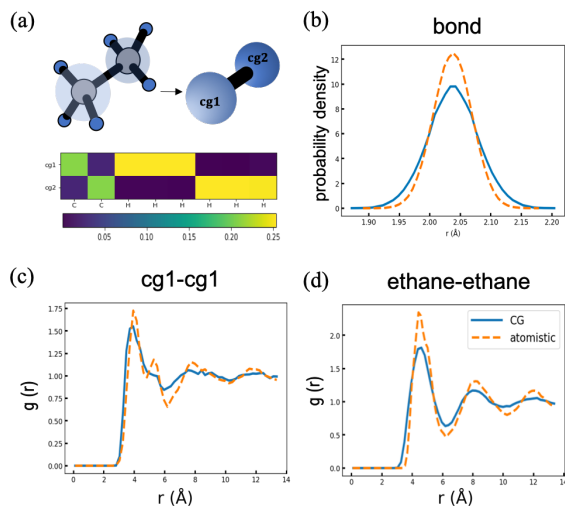 (a)
cg1
cg2
cg1
cg2
C C H H H H H H
0.05 0.10 0.15 0.20 0.25
(b)
bond
probability density
12
10
8
6
4
2
0
1.90 1.95 2.00 2.05 2.10 2.15 2.20
r (Å)
(c)
cg1-cg1
g (r)
1.75
1.50
1.25
1.00
0.75
0.50
0.25
0.00
0 2 4 6 8 10 12 14
r (Å)
(d)
ethane-ethane
CG
atomistic
g (r)
2.0
1.5
1.0
0.5
0.0
0 2 4 6 8 10 12 14
r (Å)